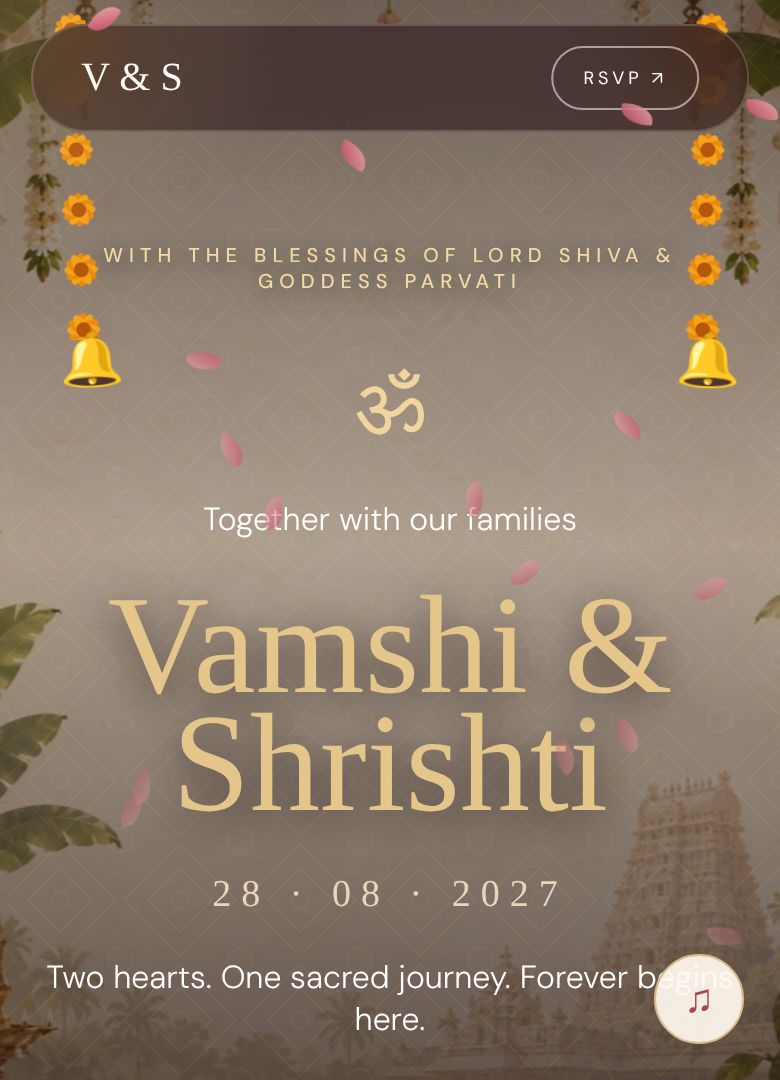 V & S
RSVP ↗
WITH THE BLESSINGS OF LORD SHIVA &
GODDESS PARVATI
ॐ
Together with our families
Vamshi &
Shrishti
28 · 08 · 2027
Two hearts. One sacred journey. Forever begins
here.